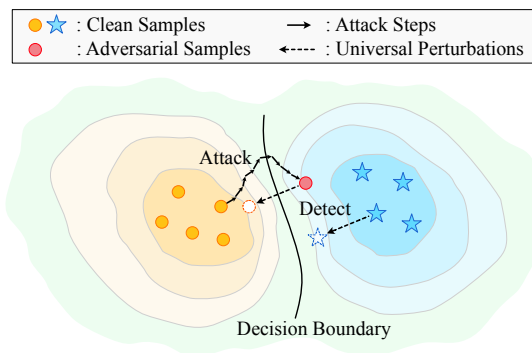 : Clean Samples : Attack Steps
: Adversarial Samples : Universal Perturbations
Attack
Detect
Decision Boundary